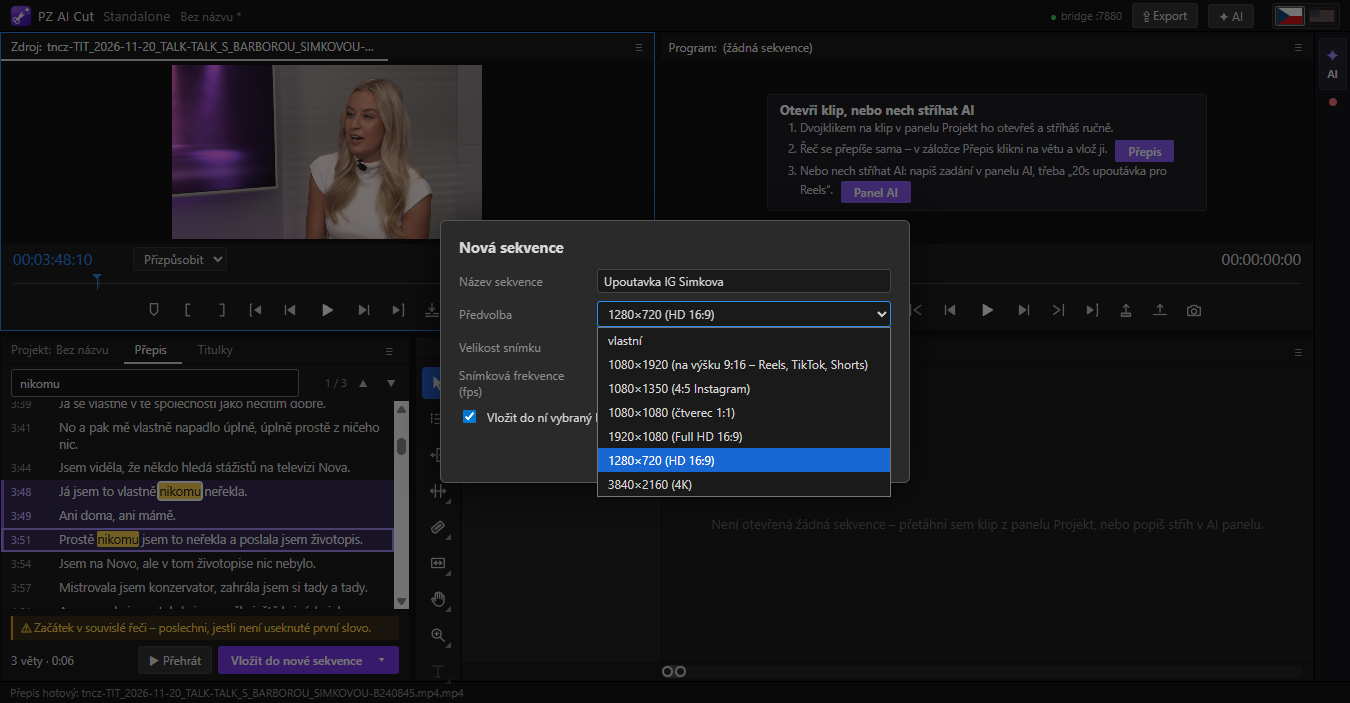 PZ AI Cut Standalone Bez názvu *
bridge :7880 Export AI
Zdroj: tncz-TIT_2026-11-20_TALK-TALK_S_BARBOROU_SIMKOVOU-...
Program: (žádná sekvence)
AI
Otevři klip, nebo nech stříhat AI
1. Dvojklikem na klip v panelu Projekt ho otevřeš a stříháš ručně.
2. Řeč se přepíše sama – v záložce Přepis klikni na větu a vlož ji. Přepis
3. Nebo nech stříhat AI: napiš zadání v panelu AI, třeba „20s upoutávka pro
Reels“. Panel AI
00:03:48:10 Přizpůsobit
00:00:00:00
Nová sekvence
Název sekvence Upoutavka IG Simkova
Předvolba 1280×720 (HD 16:9)
Velikost snímku
Snímková frekvence
(fps)
Vložit do ní vybraný
vlastní
1080×1920 (na výšku 9:16 – Reels, TikTok, Shorts)
1080×1350 (4:5 Instagram)
1080×1080 (čtverec 1:1)
1920×1080 (Full HD 16:9)
1280×720 (HD 16:9)
3840×2160 (4K)
Projekt: Bez názvu Přepis Titulky
nikomu 1 / 3
3:39 Já se vlastně v té společnosti jako necítím dobře.
3:41 No a pak mě vlastně napadlo úplně, úplně prostě z ničeho
nic.
3:44 Jsem viděla, že někdo hledá stážistů na televizi Nova.
3:48 Já jsem to vlastně nikomu neřekla.
3:49 Ani doma, ani mámě.
3:51 Prostě nikomu jsem to neřekla a poslala jsem životopis.
3:54 Jsem na Novo, ale v tom životopise nic nebylo.
3:57 Mistrovala jsem konzervator, zahrála jsem si tady a tady.
Začátek v souvislé řeči – poslechni, jestli není useknuté první slovo.
3 věty · 0:06 Přehrát Vložit do nové sekvence
Není otevřená žádná sekvence – přetáhni sem klip z panelu Projekt, nebo popiš střih v AI panelu.
Přepis hotový: tncz-TIT_2026-11-20_TALK-TALK_S_BARBOROU_SIMKOVOU-B240845.mp4.mp4